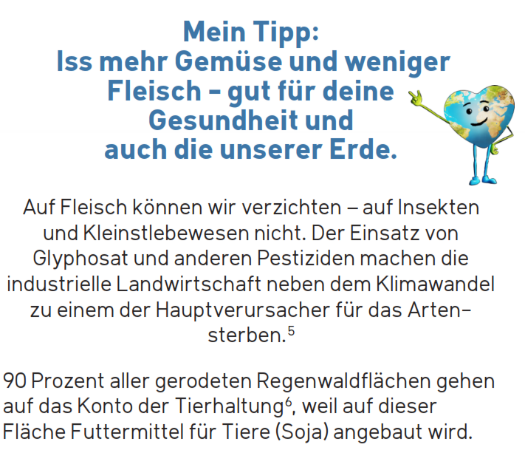 Mein Tipp:
Iss mehr Gemüse und weniger
Fleisch – gut für deine
Gesundheit und
auch die unserer Erde.
Auf Fleisch können wir verzichten – auf Insekten
und Kleinstlebewesen nicht. Der Einsatz von
Glyphosat und anderen Pestiziden machen die
industrielle Landwirtschaft neben dem Klimawandel
zu einem der Hauptverursacher für das Arten-
sterben.⁵
90 Prozent aller gerodeten Regenwaldflächen gehen
auf das Konto der Tierhaltung⁶, weil auf dieser
Fläche Futtermittel für Tiere (Soja) angebaut wird.